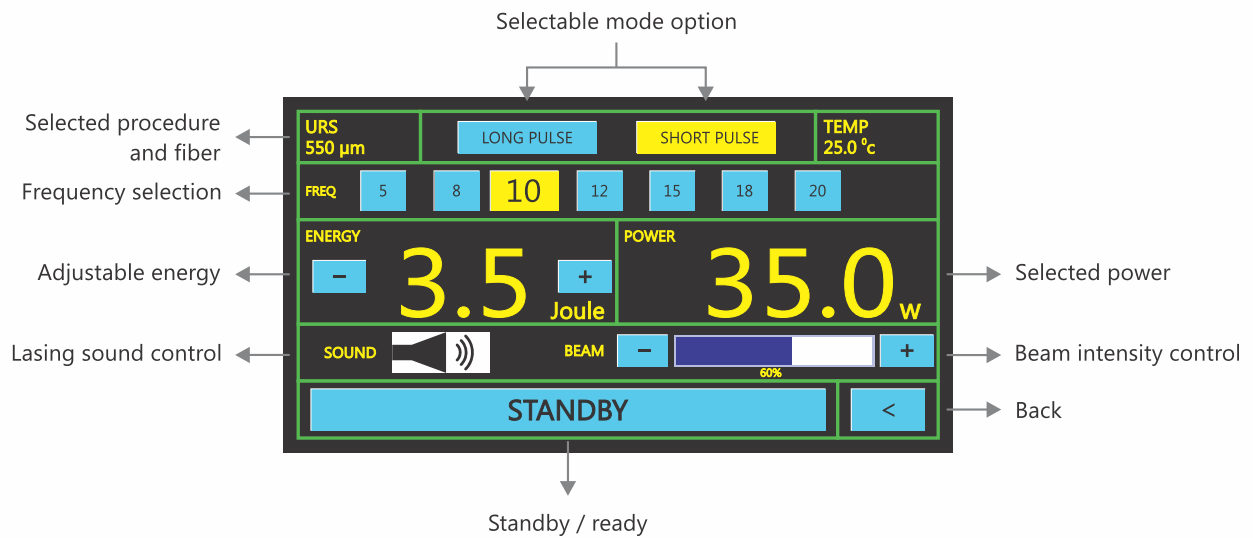 Selectable mode option
Selected procedure
and fiber
URS
550 µm
LONG PULSE
SHORT PULSE
TEMP
25.0 ⁰c
Frequency selection
FREQ
5
8
10
12
15
18
20
Adjustable energy
ENERGY
−
3.5
+
Joule
POWER
35.0
w
Selected power
Lasing sound control
SOUND
BEAM
−
60%
+
Beam intensity control
STANDBY
<
Back
Standby / ready